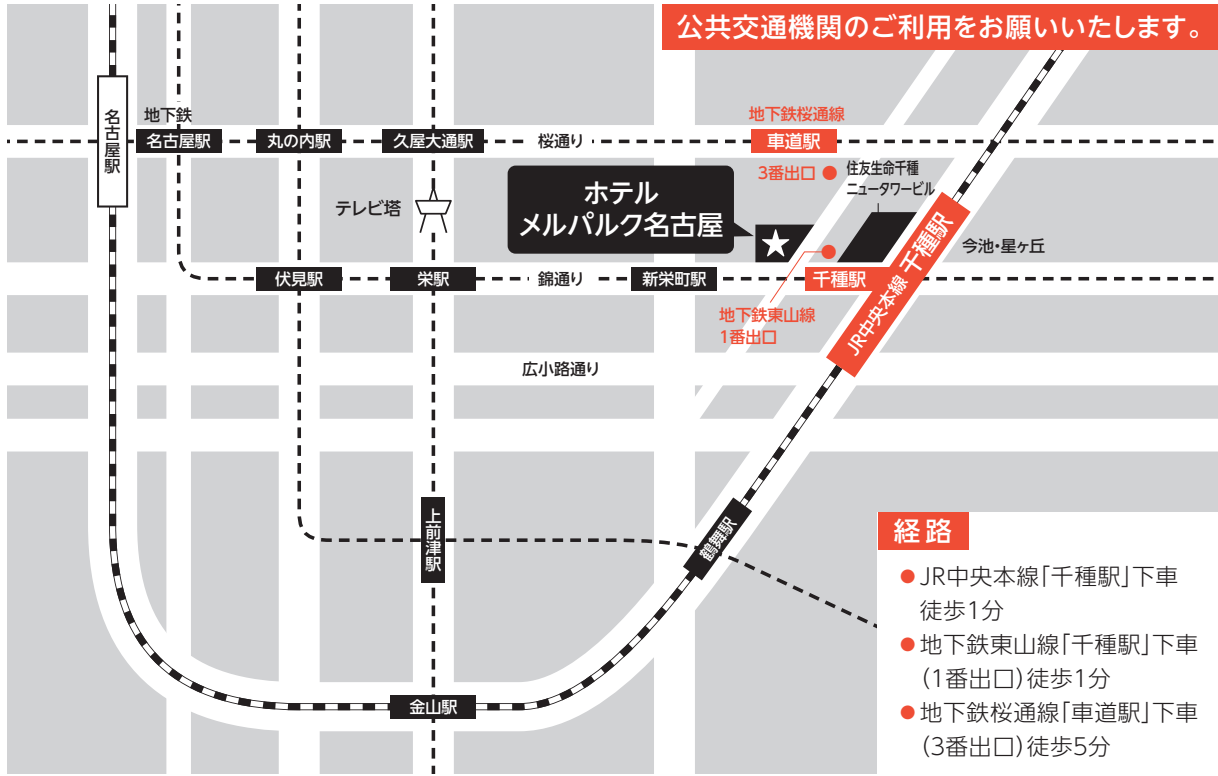 公共交通機関のご利用をお願いいたします。
名古屋駅
地下鉄
名古屋駅
丸の内駅
久屋大通駅
桜通り
地下鉄桜通線
車道駅
3番出口
住友生命千種
ニュータワービル
ホテル
メルパルク名古屋
テレビ塔
JR中央本線 千種駅
今池・星ヶ丘
伏見駅
栄駅
錦通り
新栄町駅
千種駅
地下鉄東山線
1番出口
広小路通り
上前津駅
鶴舞駅
金山駅
経路
●JR中央本線「千種駅」下車
徒歩1分
●地下鉄東山線「千種駅」下車
(1番出口)徒歩1分
●地下鉄桜通線「車道駅」下車
(3番出口)徒歩5分